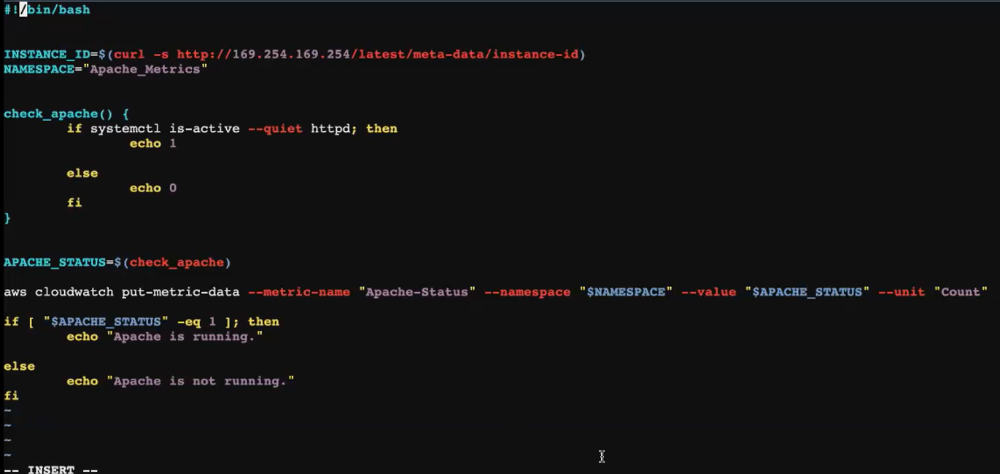 #!/bin/bash
INSTANCE_ID=$(curl -s http://169.254.169.254/latest/meta-data/instance-id)
NAMESPACE="Apache_Metrics"
check_apache() {
        if systemctl is-active --quiet httpd; then
                echo 1
        else
                echo 0
        fi
}
APACHE_STATUS=$(check_apache)
aws cloudwatch put-metric-data --metric-name "Apache-Status" --namespace "$NAMESPACE" --value "$APACHE_STATUS" --unit "Count"
if [ "$APACHE_STATUS" -eq 1 ]; then
        echo "Apache is running."
else
        echo "Apache is not running."
fi
~
~
~
~
-- INSERT --